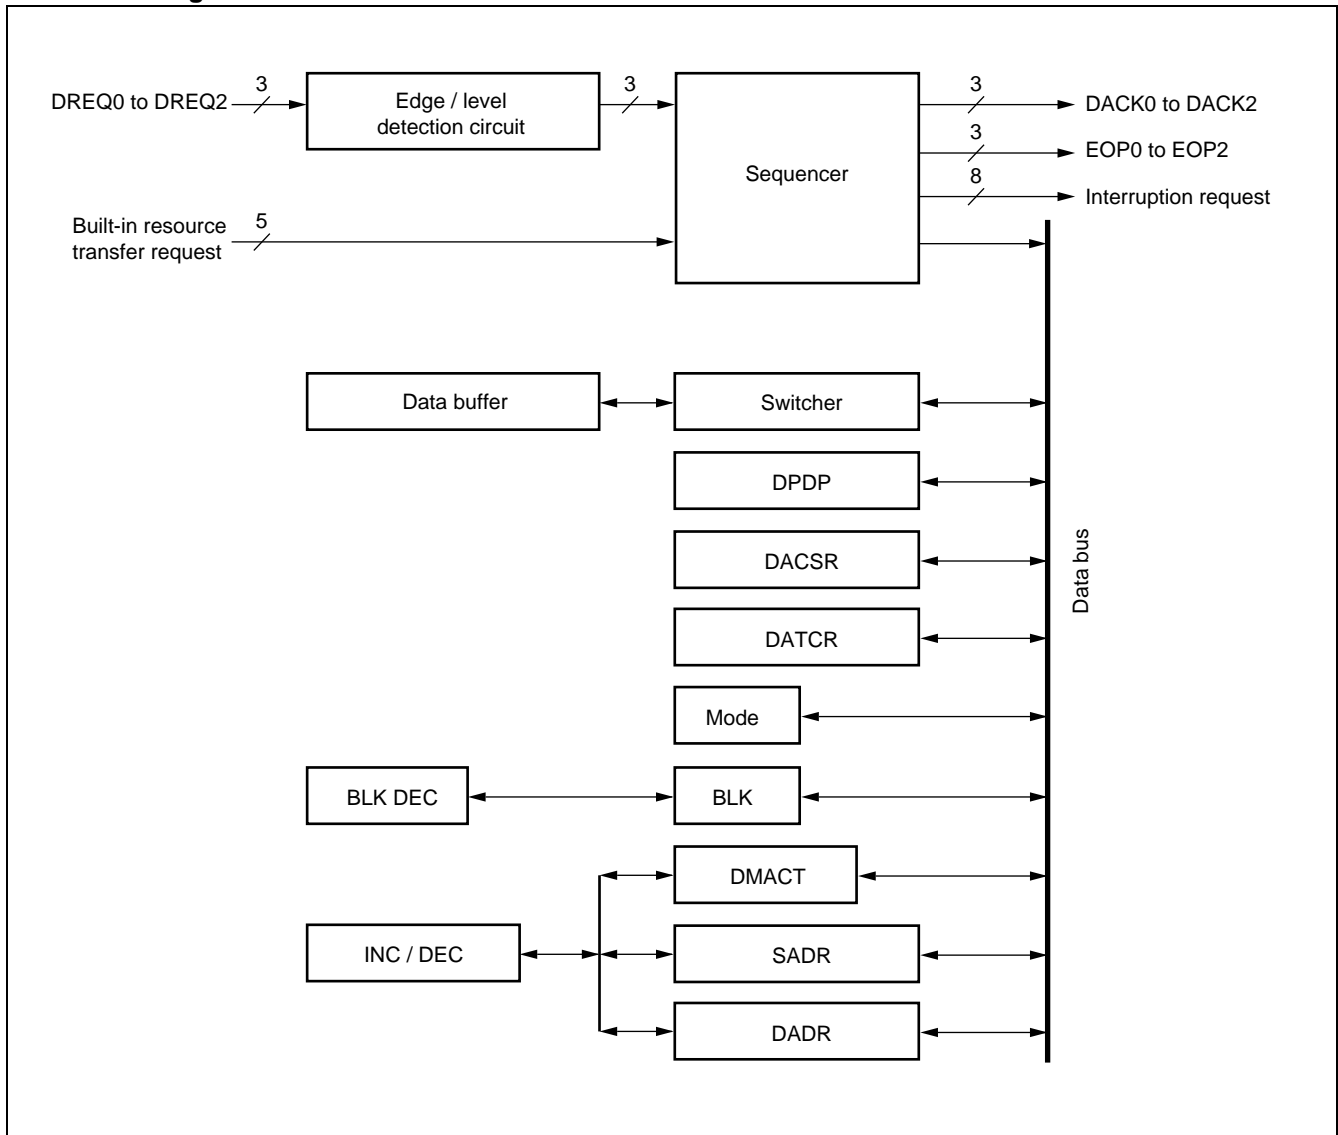 3
3
3
DREQ0 to DREQ2
Edge / level
detection circuit
DACK0 to DACK2
3
EOP0 to EOP2
Sequencer
8
Interruption request
Built-in resource
transfer request
5
Data buffer
Switcher
DPDP
DACSR
Data bus
DATCR
Mode
BLK DEC
BLK
DMACT
INC / DEC
SADR
DADR